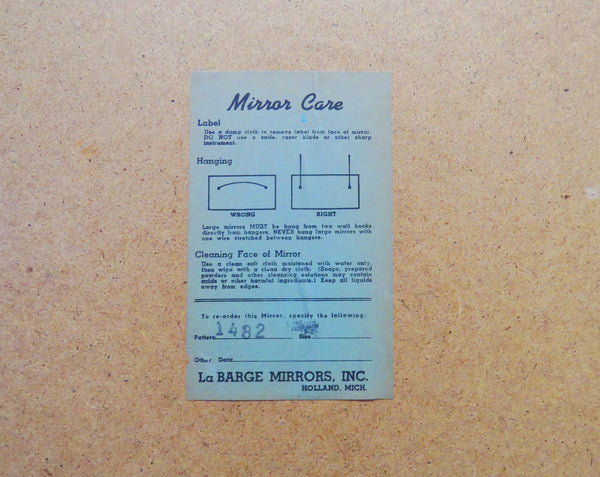 Mirror Care
Label
Use a damp cloth to remove label from face of mirror.
DO NOT use a knife, razor blade or other sharp
instrument.
Hanging
WRONG RIGHT
Large mirrors MUST be hung from two wall hooks
directly from hangers, NEVER hang large mirrors with
one wire stretched between hangers.
Cleaning Face of Mirror
Use a clean soft cloth moistened with water only,
then wipe with a clean dry cloth. (Soaps, prepared
powders and other cleansing solutions may contain
acids or other harmful ingredients.) Keep all liquids
away from edges.
To re-order this Mirror, specify the following:
Pattern 1482 Size
Other Data
La BARGE MIRRORS, INC.
HOLLAND, MICH.